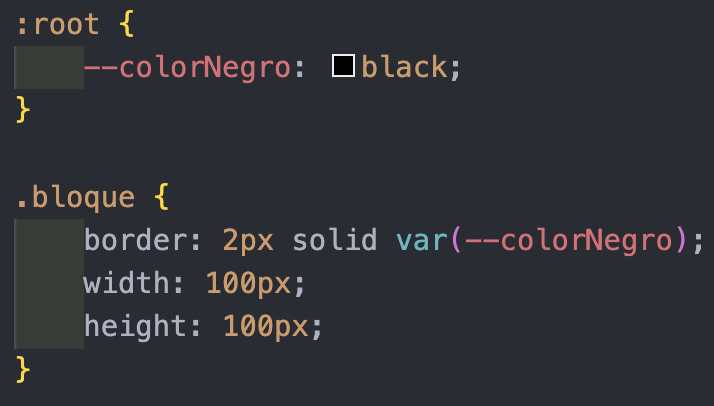 :root {
    --colorNegro: black;
}

.bloque {
    border: 2px solid var(--colorNegro);
    width: 100px;
    height: 100px;
}